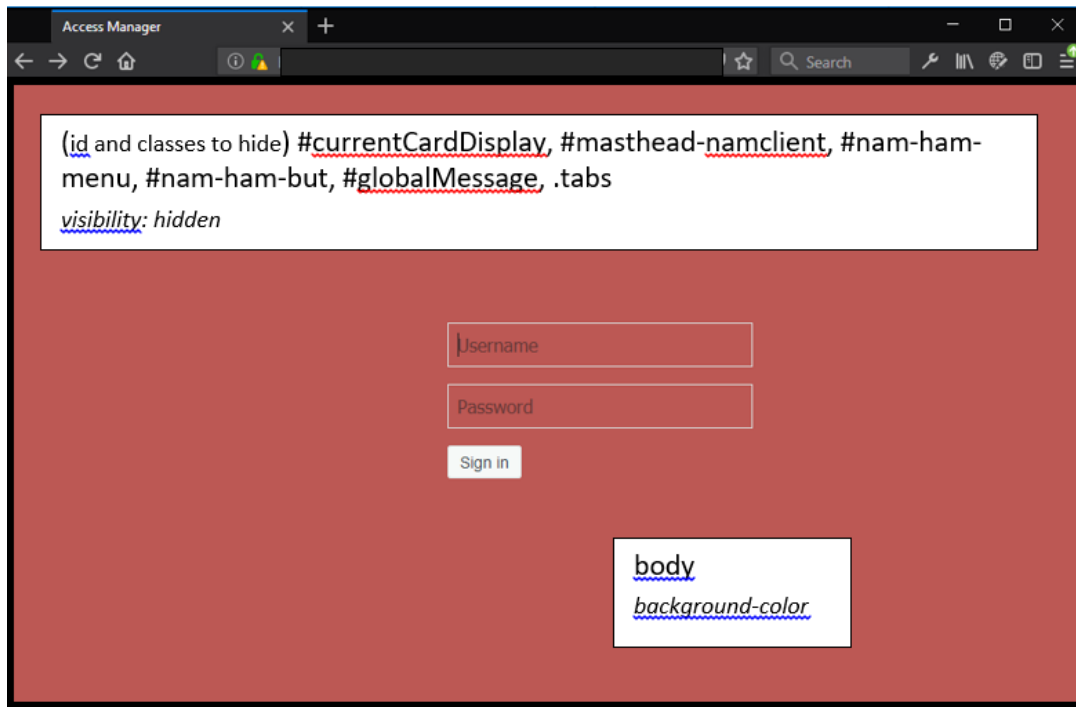 Access Manager
Search
(id and classes to hide) #currentCardDisplay, #masthead-namclient, #nam-ham-
menu, #nam-ham-but, #globalMessage, .tabs
visibility: hidden
Username
Password
Sign in
body
background-color